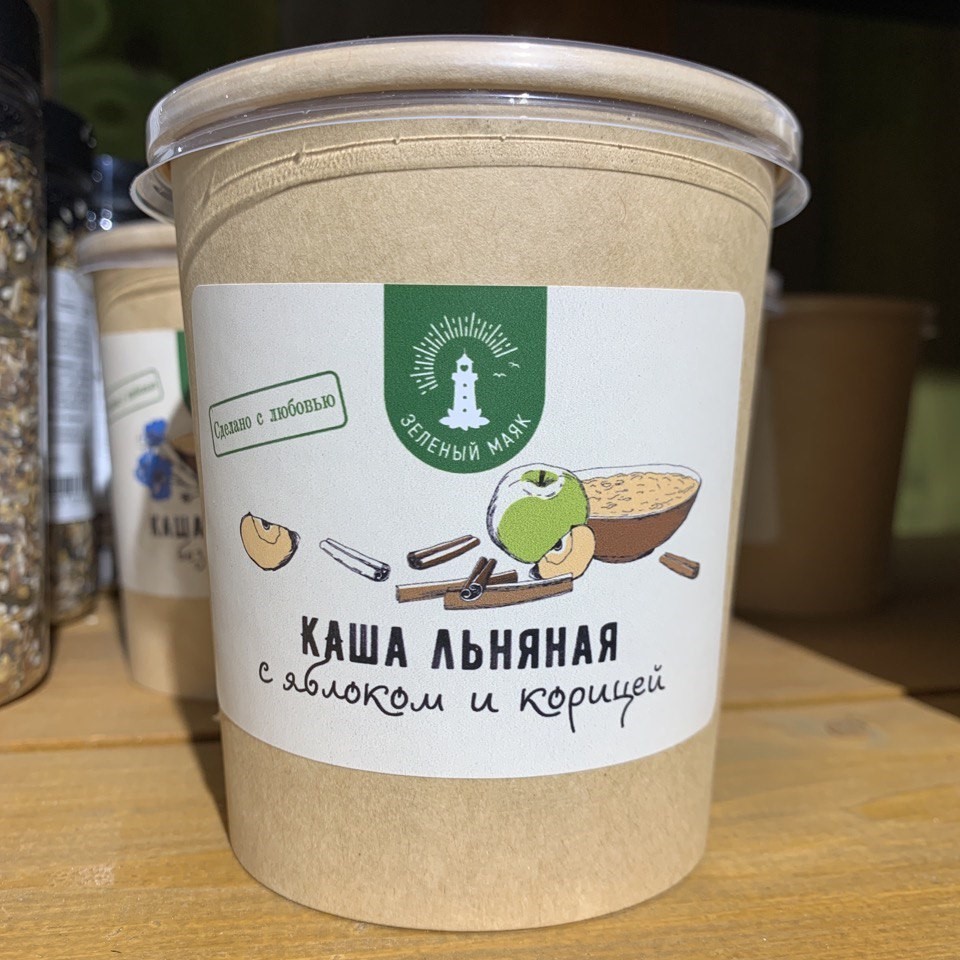 ЗЕЛЕНЫЙ МАЯК
Сделано с любовью
КАША ЛЬНЯНАЯ
с яблоком и корицей
КАША